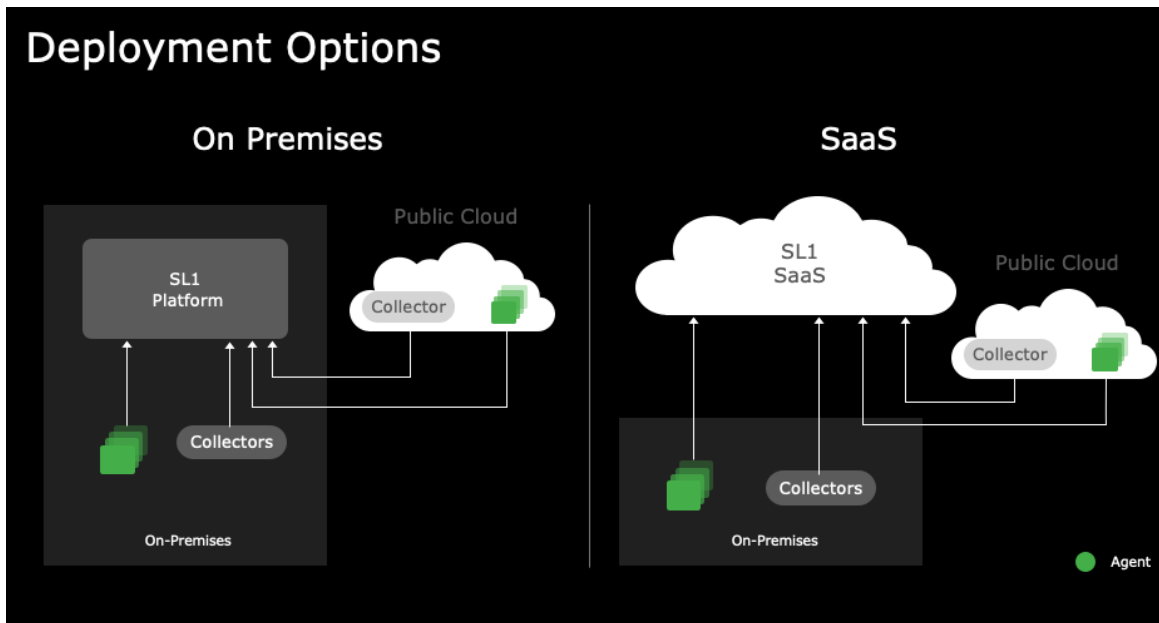 Deployment Options
On Premises
Public Cloud
SL1
Platform
Collector
Collectors
On-Premises
SaaS
SL1
SaaS
Public Cloud
Collector
Collectors
On-Premises
Agent